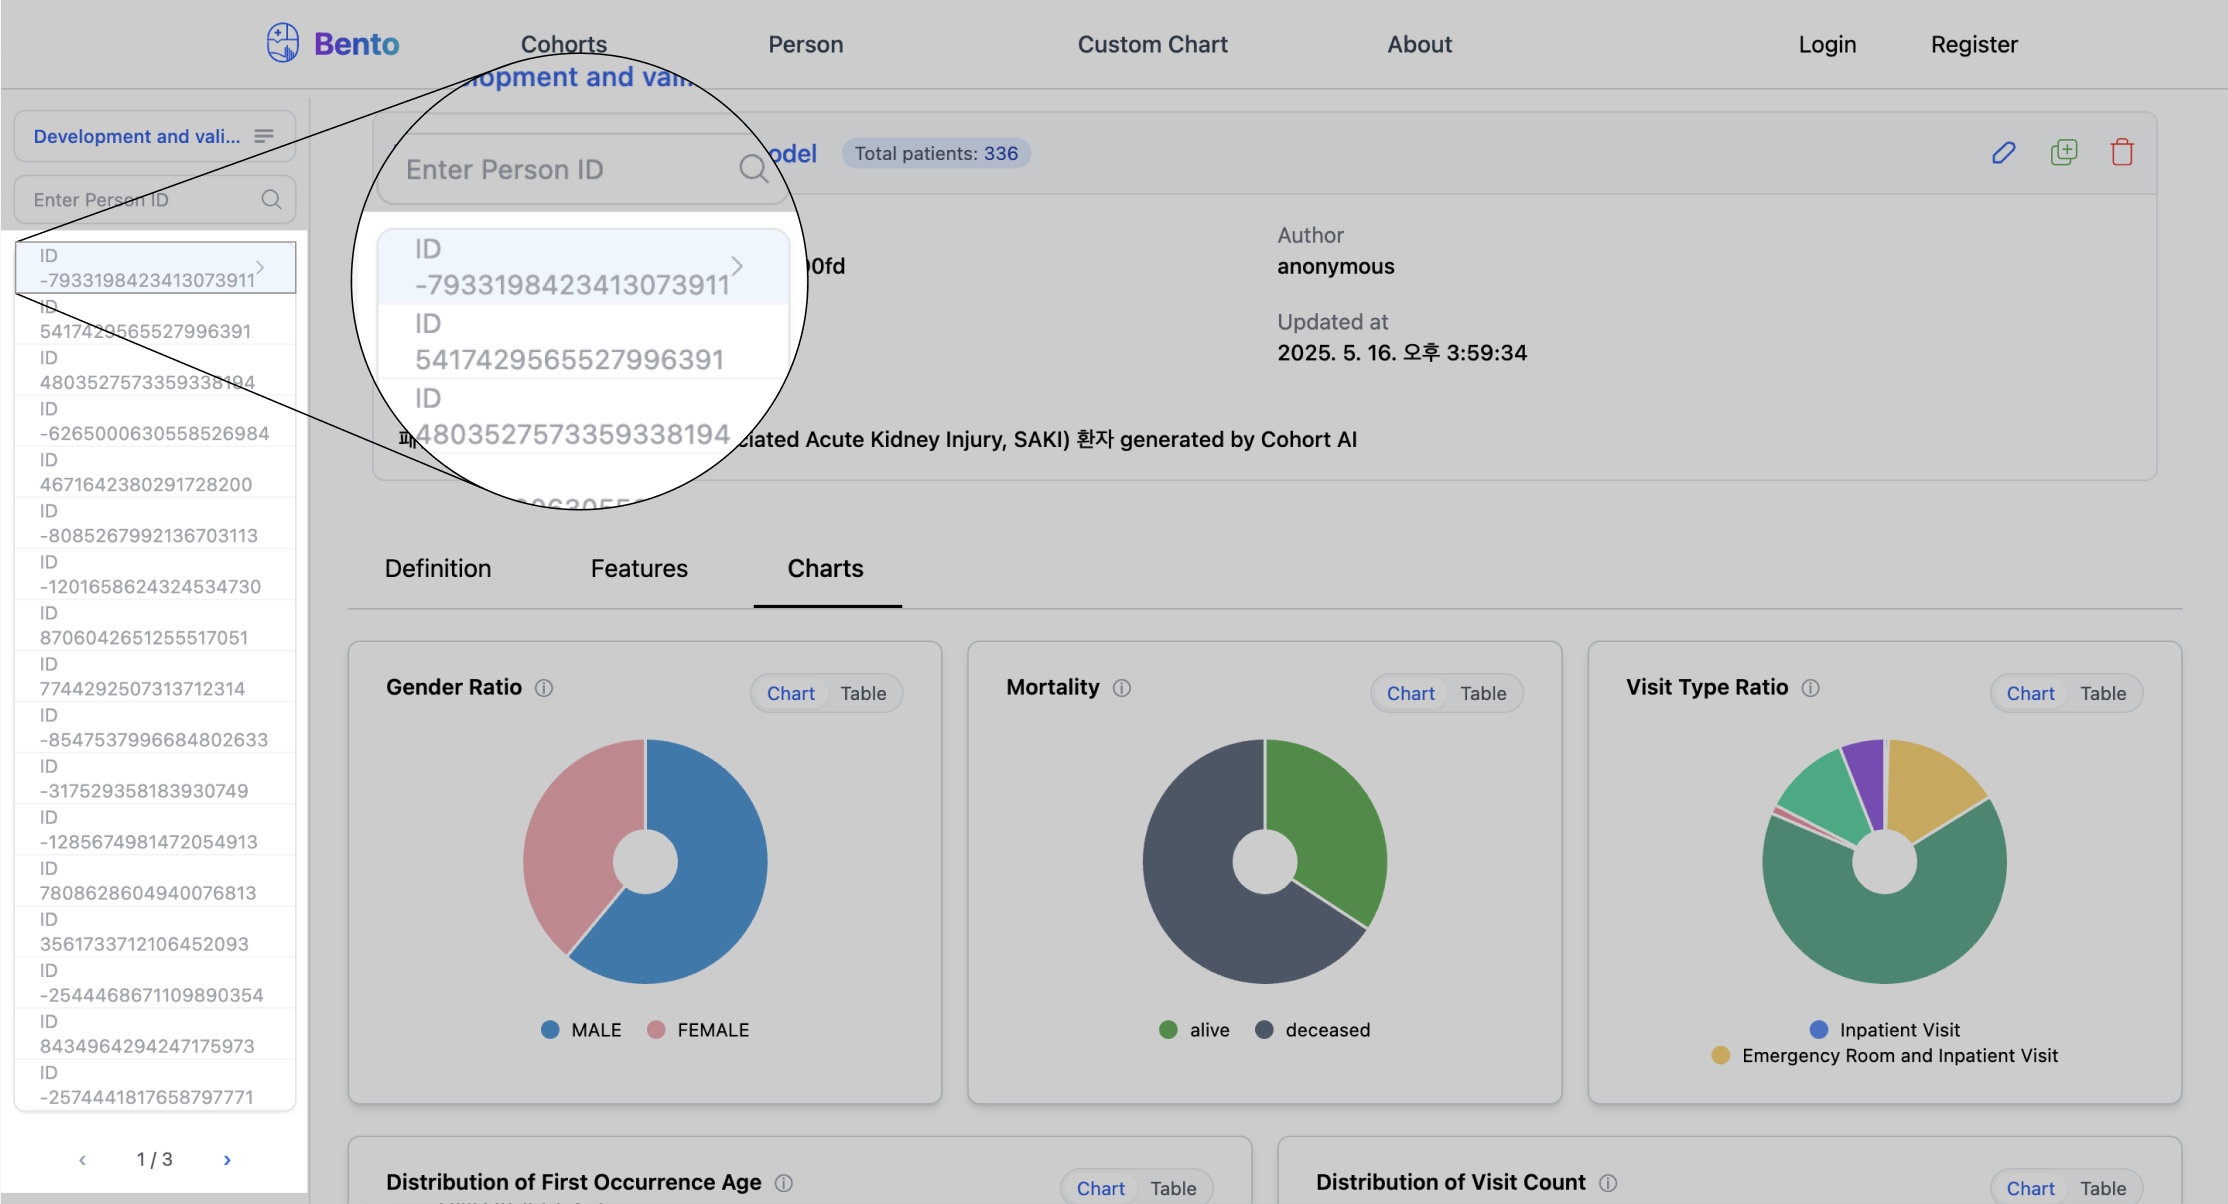 Bento
Cohorts
Person
Custom Chart
About
Login
Register
Development and vali...
Enter Person ID
ID
-7933198423413073911
ID
5417429565527996391
ID
4803527573359338194
ID
-6265000630558526984
ID
4671642380291728200
ID
-8085267992136703113
ID
-1201658624324534730
ID
8706042651255517051
ID
7744292507313712314
ID
-8547537996684802633
ID
-317529358183930749
ID
-1285674981472054913
ID
7808628604940076813
ID
3561733712106452093
ID
-2544468671109890354
ID
8434964294247175973
ID
-2574441817658797771
1 / 3
Enter Person ID
ID
-7933198423413073911
ID
5417429565527996391
ID
4803527573359338194
odel
Total patients: 336
0fd
Author
anonymous
Updated at
2025. 5. 16. 오후 3:59:34
ciated Acute Kidney Injury, SAKI) 환자 generated by Cohort AI
Definition
Features
Charts
Gender Ratio
Chart Table
MALE FEMALE
Mortality
Chart Table
alive deceased
Visit Type Ratio
Chart Table
Inpatient Visit
Emergency Room and Inpatient Visit
Distribution of First Occurrence Age
Chart Table
Distribution of Visit Count
Chart Table